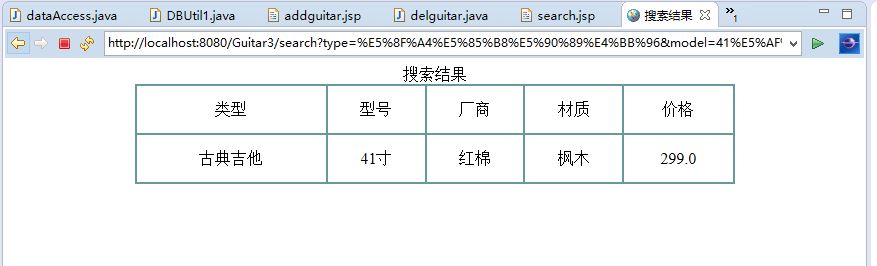 dataAccess.java DBUtil1.java addguitar.jsp delguitar.java search.jsp 搜索结果 »1
http://localhost:8080/Guitar3/search?type=%E5%8F%A4%E5%85%B8%E5%90%89%E4%BB%96&model=41%E5%AF%
搜索结果
类型 型号 厂商 材质 价格
古典吉他 41寸 红棉 枫木 299.0